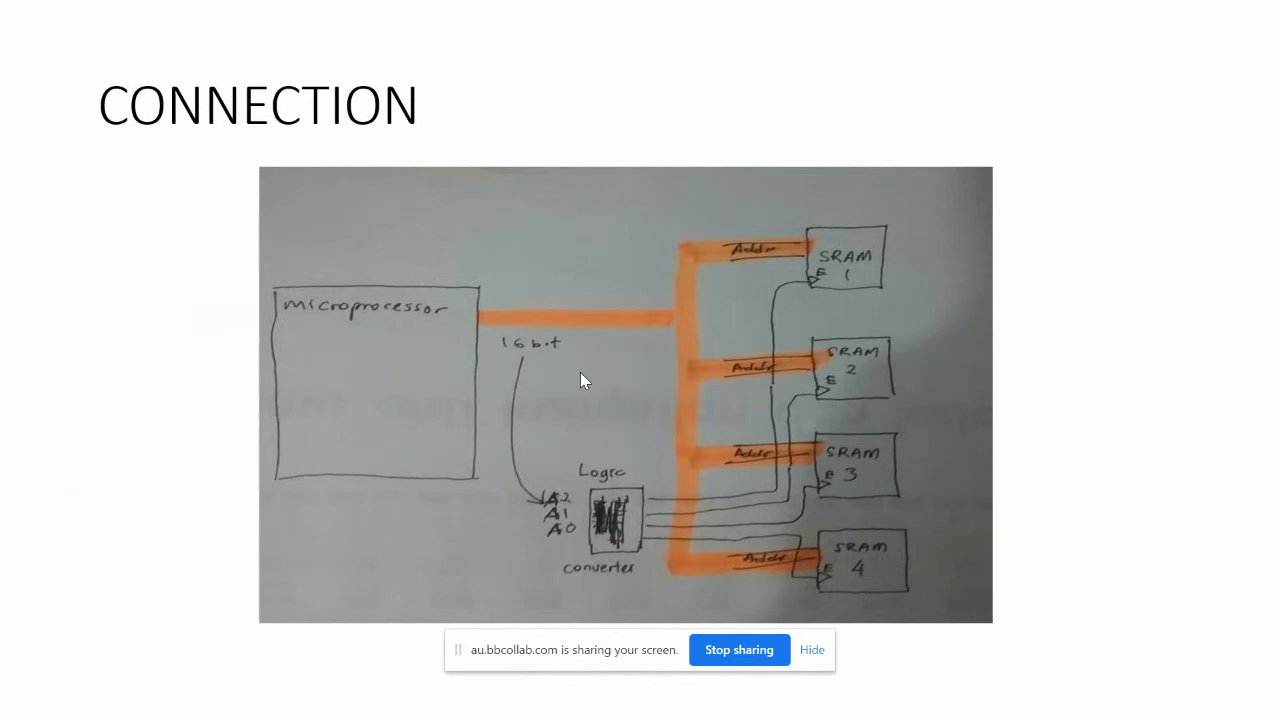 CONNECTION
Addr
SRAM
E
1
microprocessor
16 bit
Addr
SRAM
2
E
Addr
SRAM
E 3
Logic
A2
A1
A0
converter
Addr
SRAM
E 4
au.bbcollab.com is sharing your screen.
Stop sharing
Hide